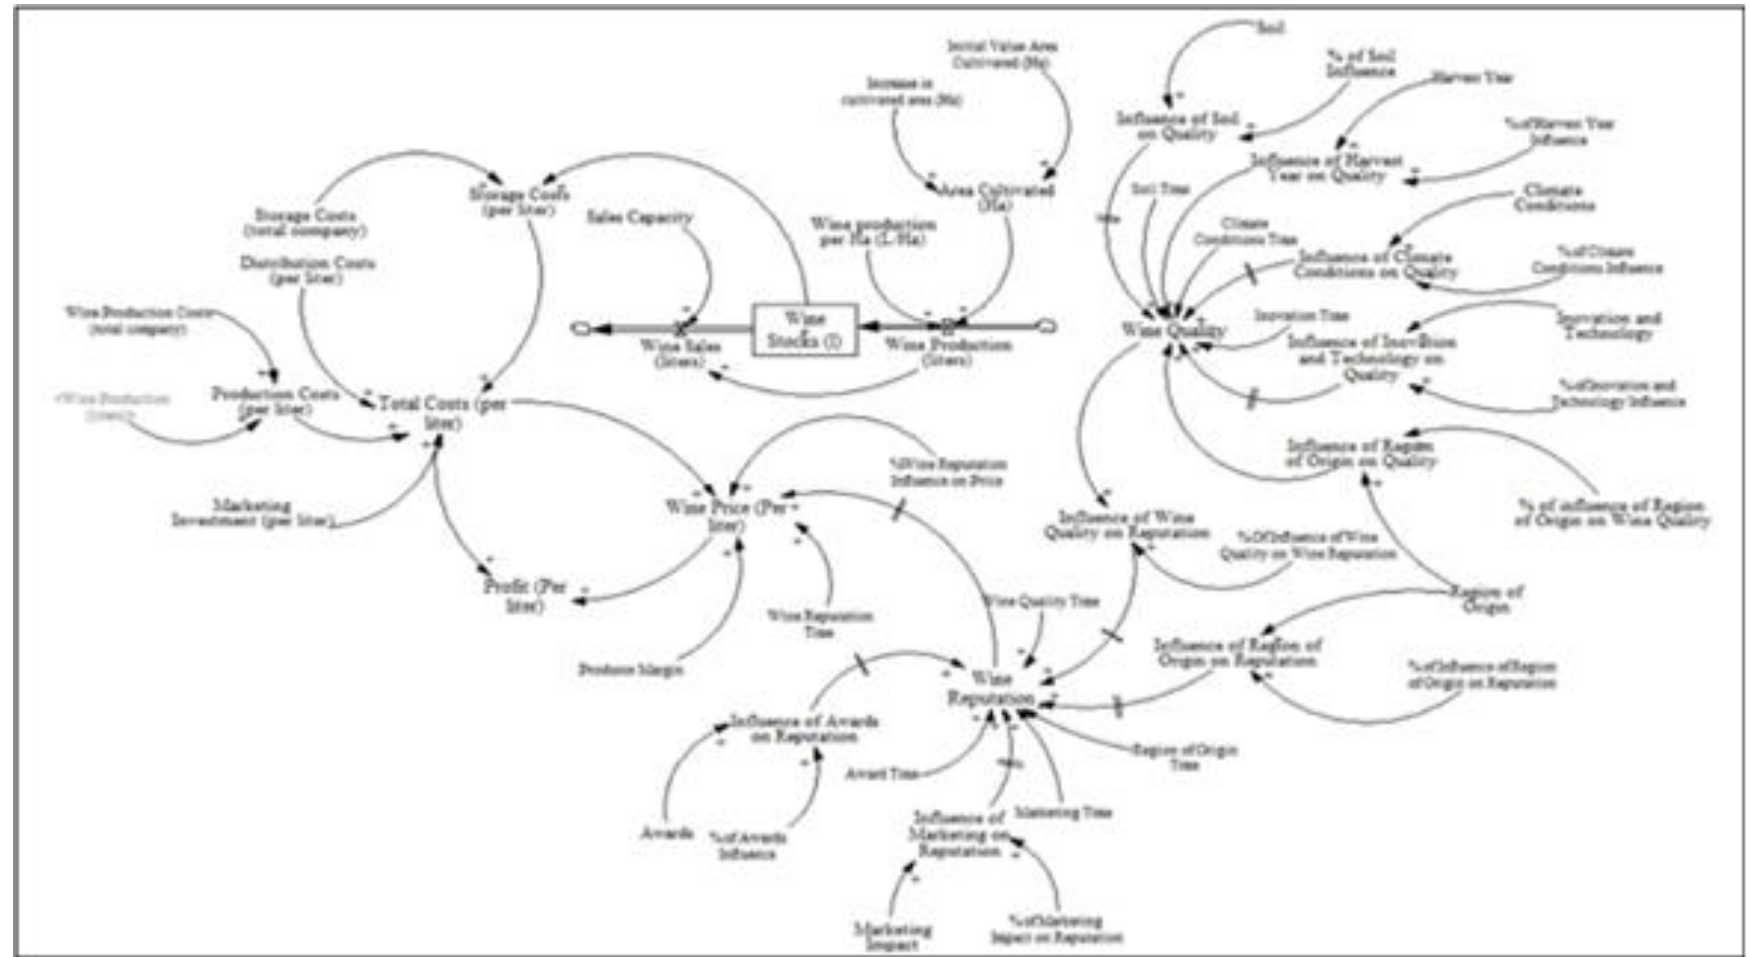 Soil
Initial Value Area
Cultivated (Ha)
% of Soil
Influence
Harvest Year
Increase in
cultivated area (Ha)
Influence of Soil
on Quality
% of Harvest Year
Influence
Influence of Harvest
Year on Quality
Storage Costs
(per liter)
Area Cultivated
(Ha)
Soil Time
Climate
Conditions
Storage Costs
(total company)
Sales Capacity
Wine production
per Ha (L/Ha)
Climate
Conditions Time
Influence of Climate
Conditions on Quality
% of Climate
Conditions Influence
Distribution Costs
(per liter)
Wine Production Costs
(total company)
Wine
Stocks (l)
Wine Sales
(liters)
Wine Production
(liters)
Wine Quality
Inovation Time
Inovation and
Technology
Influence of Inovation
and Technology on
Quality
Production Costs
(per liter)
<Wine Production
Total Costs (per
liter)
% of Inovation and
Technology Influence
Influence of Region
of Origin on Quality
% Wine Reputation
Influence on Price
Marketing
Investment (per liter)
Wine Price (Per
liter)
Influence of Wine
Quality on Reputation
% Of Influence of Wine
Quality on Wine Reputation
% of influence of Region
of Origin on Wine Quality
Profit (Per
liter)
Wine Reputation
Time
Wine Quality Time
Region of
Origin
Produce Margin
Influence of Region of
Origin on Reputation
% of Influence of Region
of Origin on Reputation
Wine
Reputation
Influence of Awards
on Reputation
Region of Origin
Time
Award Time
Awards
% of Awards
Influence
Influence of
Marketing on
Reputation
Marketing Time
Marketing
Impact
% of Marketing
Impact on Reputation